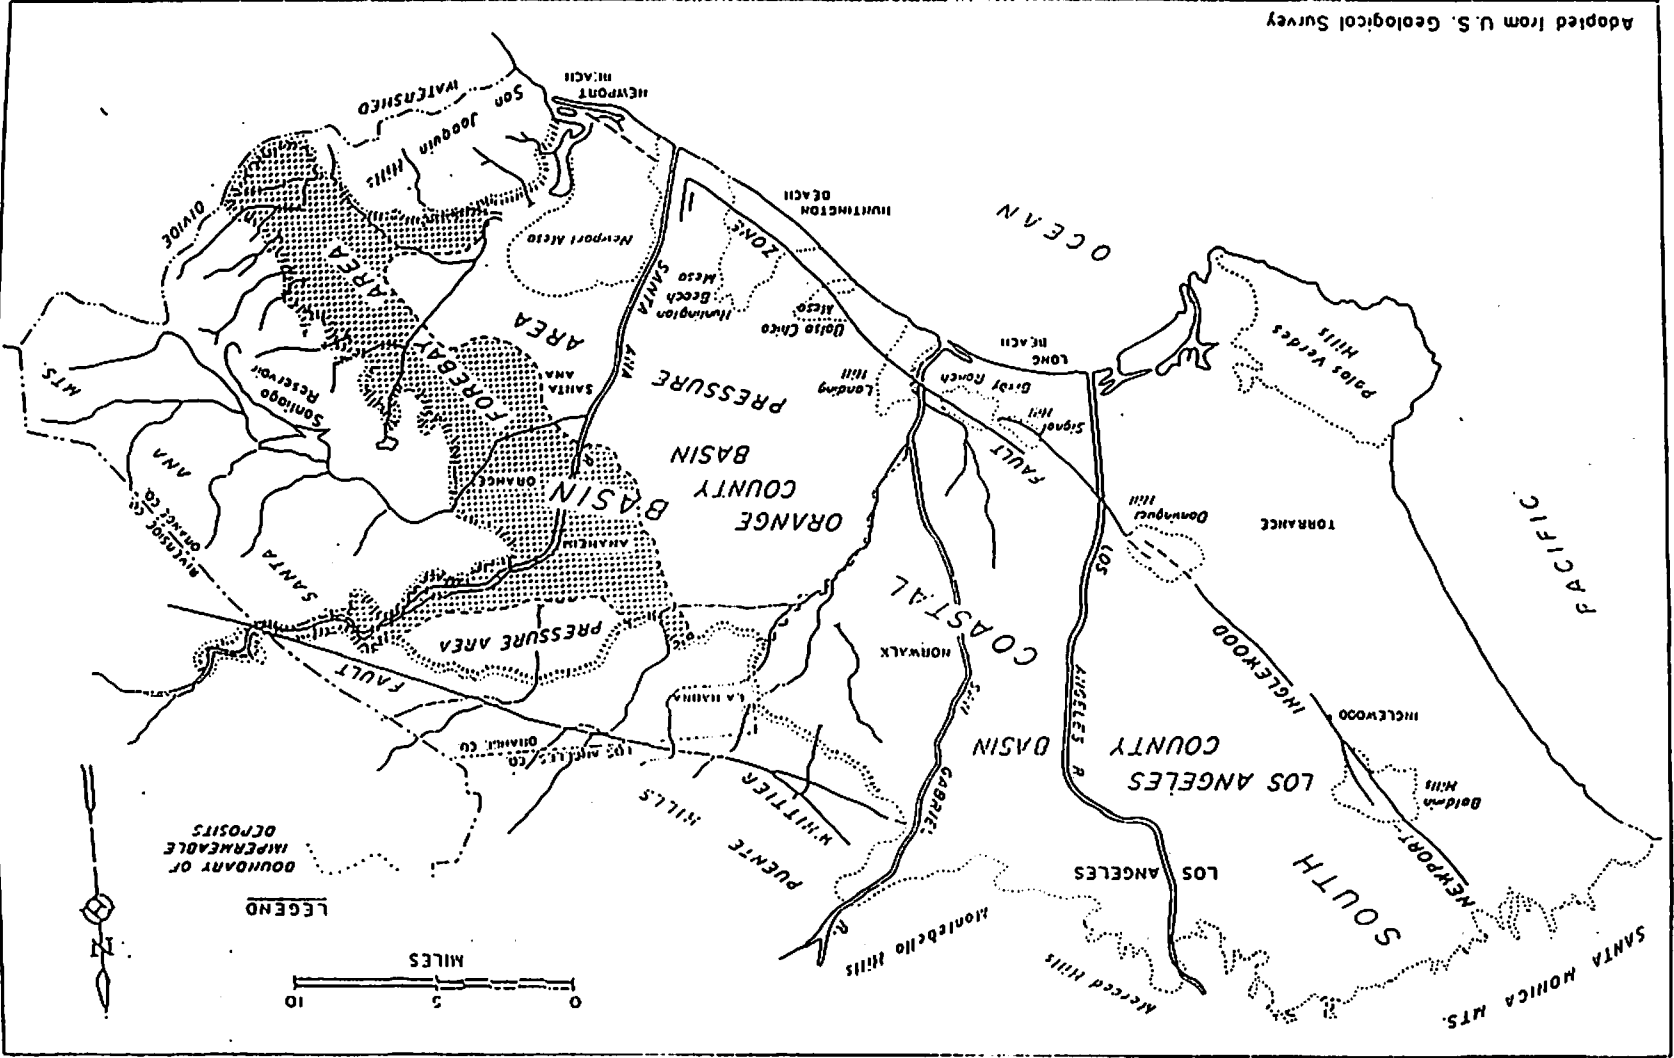 SANTA MONICA MTS.
0 5 10
MILES
N
LEGEND
BOUNDARY OF
IMPERMEABLE
DEPOSITS
Merced Hills
Montebello Hills
SOUTH
COASTAL
BASIN
LOS ANGELES
NEWPORT
INGLEWOOD
FAULT
ZONE
Baldwin
Hills
INGLEWOOD
LOS ANGELES
COUNTY
BASIN
PUENTE
HILLS
WHITTIER
FAULT
LOS ANGELES CO.
ORANGE CO.
LA HABRA
SAN
GABRIEL
R.
LOS
ANGELES
R.
NORWALK
PRESSURE AREA
SANTA
ANA
MTS
RIVERSIDE CO.
ORANGE CO.
PACIFIC
OCEAN
TORRANCE
Dominguez
Hill
ORANGE
COUNTY
BASIN
ANAHEIM
ORANGE
Signal
Hill
Bixby Ranch
LONG
BEACH
Landing
Hill
Palos Verdes
Hills
PRESSURE
AREA
SANTA
ANA
R.
SANTA
ANA
FOREBAY
AREA
Santiago
Reservoir
Bolsa Chica
Mesa
Huntington
Beach
Mesa
Newport Mesa
HUNTINGTON
BEACH
DIVIDE
San
Joaquin
Hills
WATERSHED
NEWPORT
BEACH
Adapted from U.S. Geological Survey